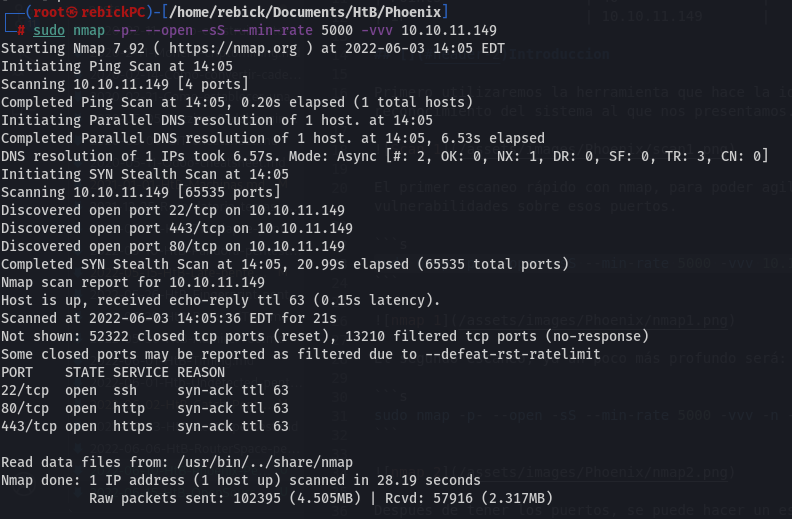 ┌──(root㉿rebickPC)-[/home/rebick/Documents/HtB/Phoenix]
└─# sudo nmap -p- --open -sS --min-rate 5000 -vvv 10.10.11.149
Starting Nmap 7.92 ( https://nmap.org ) at 2022-06-03 14:05 EDT
Initiating Ping Scan at 14:05
Scanning 10.10.11.149 [4 ports]
Completed Ping Scan at 14:05, 0.20s elapsed (1 total hosts)
Initiating Parallel DNS resolution of 1 host. at 14:05
Completed Parallel DNS resolution of 1 host. at 14:05, 6.53s elapsed
DNS resolution of 1 IPs took 6.57s. Mode: Async [#: 2, OK: 0, NX: 1, DR: 0, SF: 0, TR: 3, CN: 0]
Initiating SYN Stealth Scan at 14:05
Scanning 10.10.11.149 [65535 ports]
Discovered open port 22/tcp on 10.10.11.149
Discovered open port 443/tcp on 10.10.11.149
Discovered open port 80/tcp on 10.10.11.149
Completed SYN Stealth Scan at 14:05, 20.99s elapsed (65535 total ports)
Nmap scan report for 10.10.11.149
Host is up, received echo-reply ttl 63 (0.15s latency).
Scanned at 2022-06-03 14:05:36 EDT for 21s
Not shown: 52322 closed tcp ports (reset), 13210 filtered tcp ports (no-response)
Some closed ports may be reported as filtered due to --defeat-rst-ratelimit
PORT    STATE SERVICE REASON
22/tcp  open  ssh     syn-ack ttl 63
80/tcp  open  http    syn-ack ttl 63
443/tcp open  https   syn-ack ttl 63
Read data files from: /usr/bin/../share/nmap
Nmap done: 1 IP address (1 host up) scanned in 28.19 seconds
Raw packets sent: 102395 (4.505MB) | Rcvd: 57916 (2.317MB)